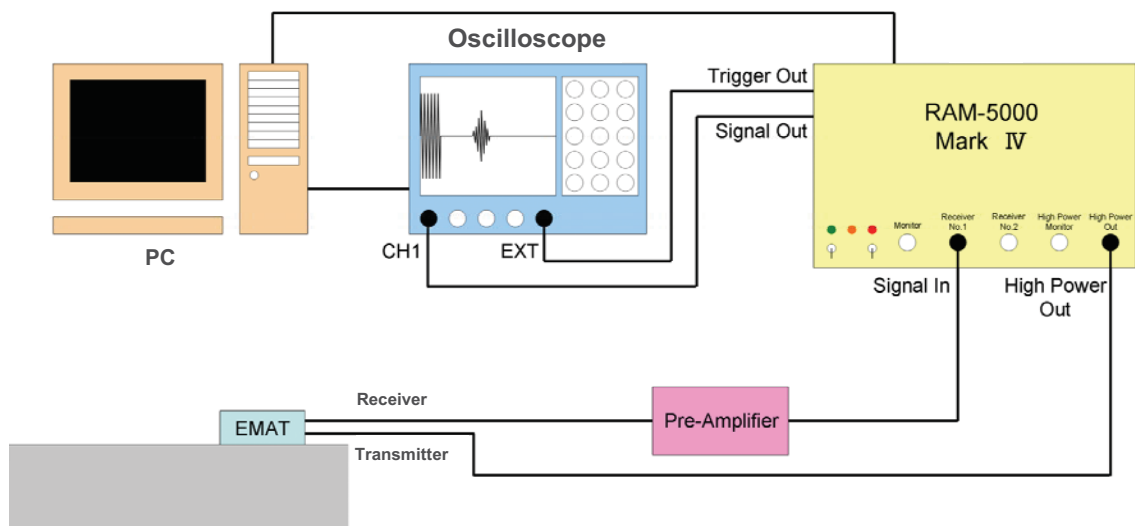 Oscilloscope
Trigger Out
Signal Out
RAM-5000
Mark Ⅳ
Monitor
Receiver
No.1
Receiver
No.2
High Power
Monitor
High Power
Out
PC
CH1
EXT
Signal In
High Power
Out
Receiver
EMAT
Pre-Amplifier
Transmitter